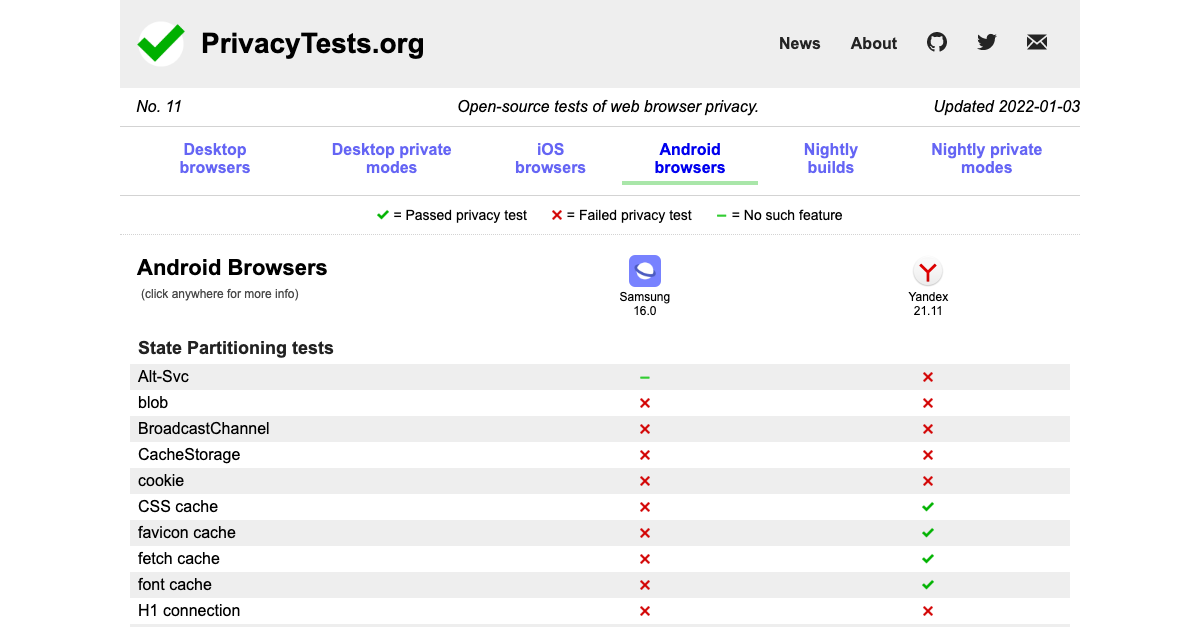 PrivacyTests.org
News About
No. 11 Open-source tests of web browser privacy. Updated 2022-01-03
Desktop browsers Desktop private modes iOS browsers Android browsers Nightly builds Nightly private modes
= Passed privacy test = Failed privacy test = No such feature
Android Browsers
(click anywhere for more info)
Samsung 16.0
Yandex 21.11
State Partitioning tests
Alt-Svc
blob
BroadcastChannel
CacheStorage
cookie
CSS cache
favicon cache
fetch cache
font cache
H1 connection